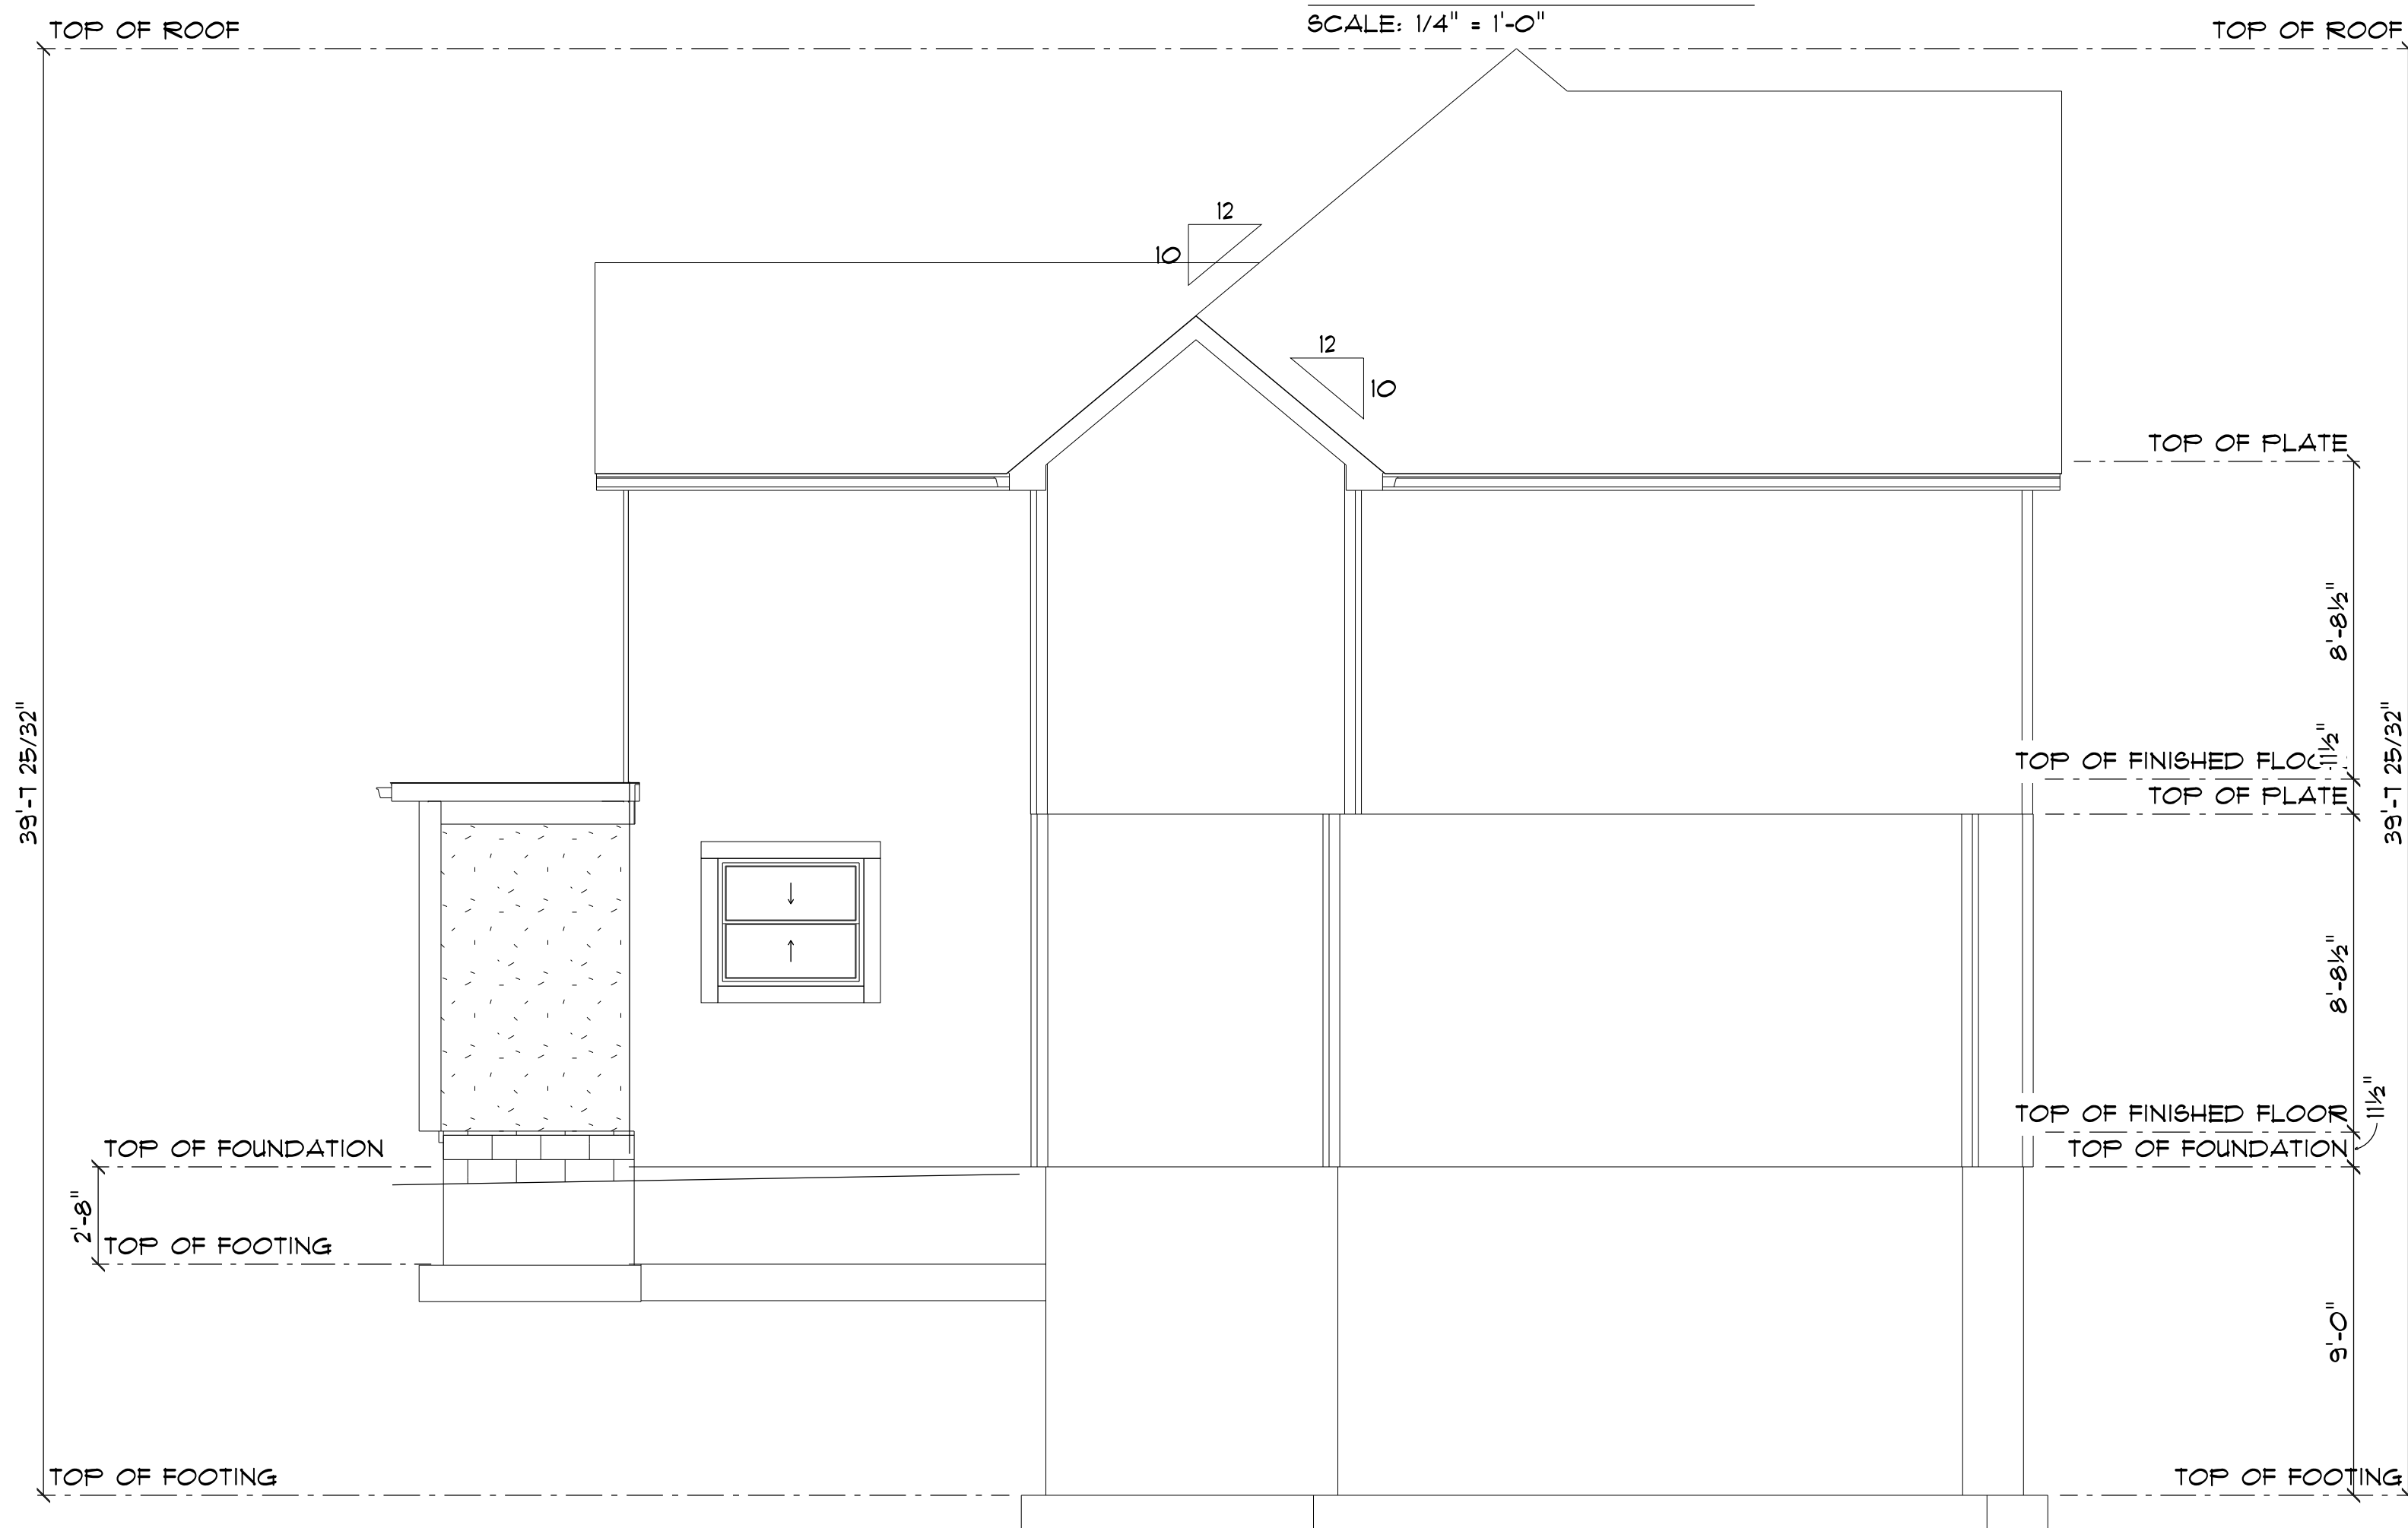 SCALE: 1/4" = 1'-0"
TOP OF ROOF
TOP OF ROOF
12
10
12
10
TOP OF PLATE
8'-8½"
11½"
TOP OF FINISHED FLOO
TOP OF PLATE
39'-7 25/32"
39'-7 25/32"
8'-8½"
11½"
TOP OF FINISHED FLOOR
TOP OF FOUNDATION
TOP OF FOUNDATION
2'-8"
TOP OF FOOTING
9'-0"
TOP OF FOOTING
TOP OF FOOTING